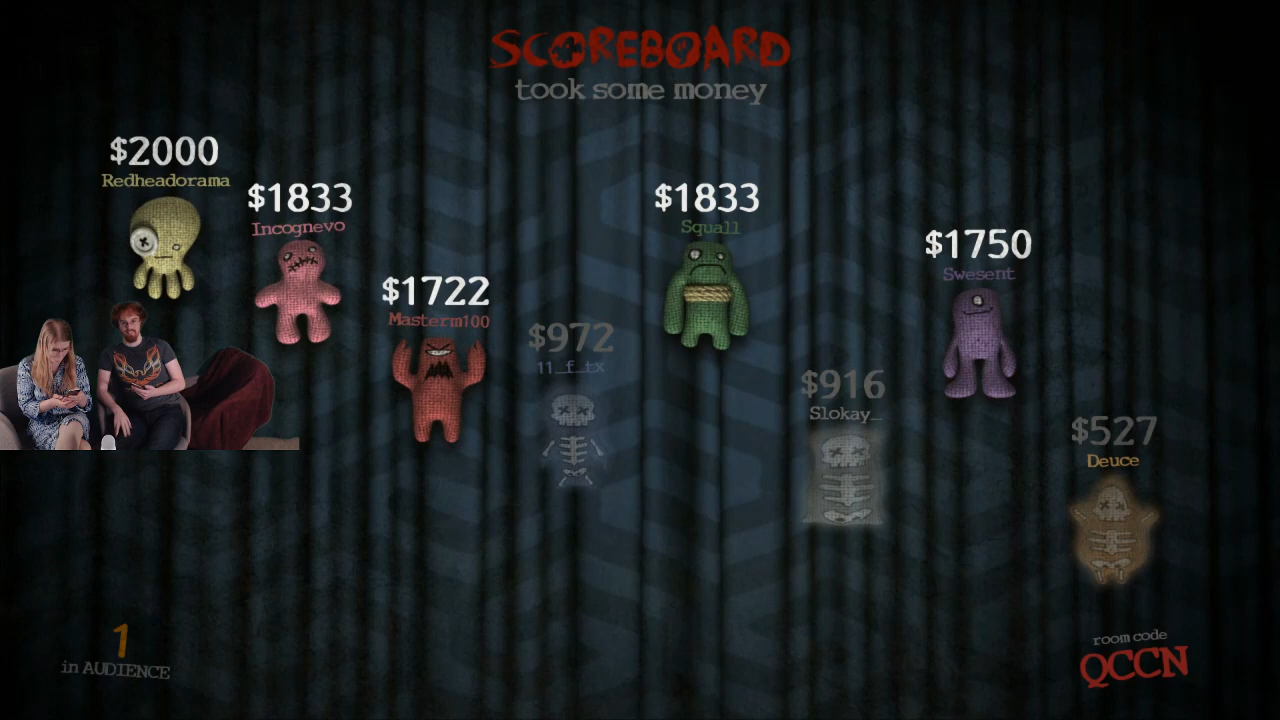 SCOREBOARD
took some money
$2000
Redheadorama
$1833
Incognevo
$1722
Masterm100
$972
11_f_tx
$1833
Squall
$916
Slokay_
$1750
Swesent
$527
Deuce
1
in AUDIENCE
room code
QCCN